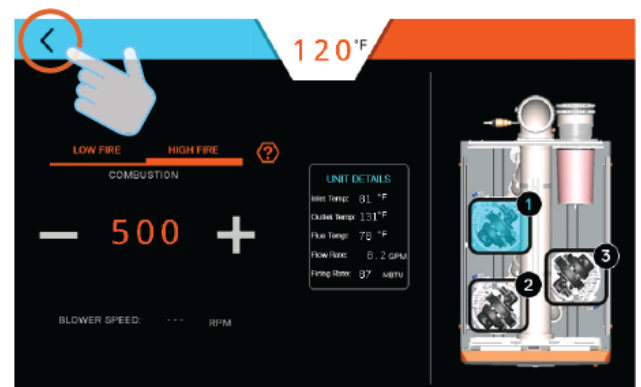 120°F
LOW FIRE HIGH FIRE ?
COMBUSTION
500
BLOWER SPEED: --- RPM
UNIT DETAILS
Inlet Temp: 81 °F
Outlet Temp: 131°F
Flue Temp: 78 °F
Flow Rate: 8.2 GPM
Firing Rate: 87 MBTU
1
2
3